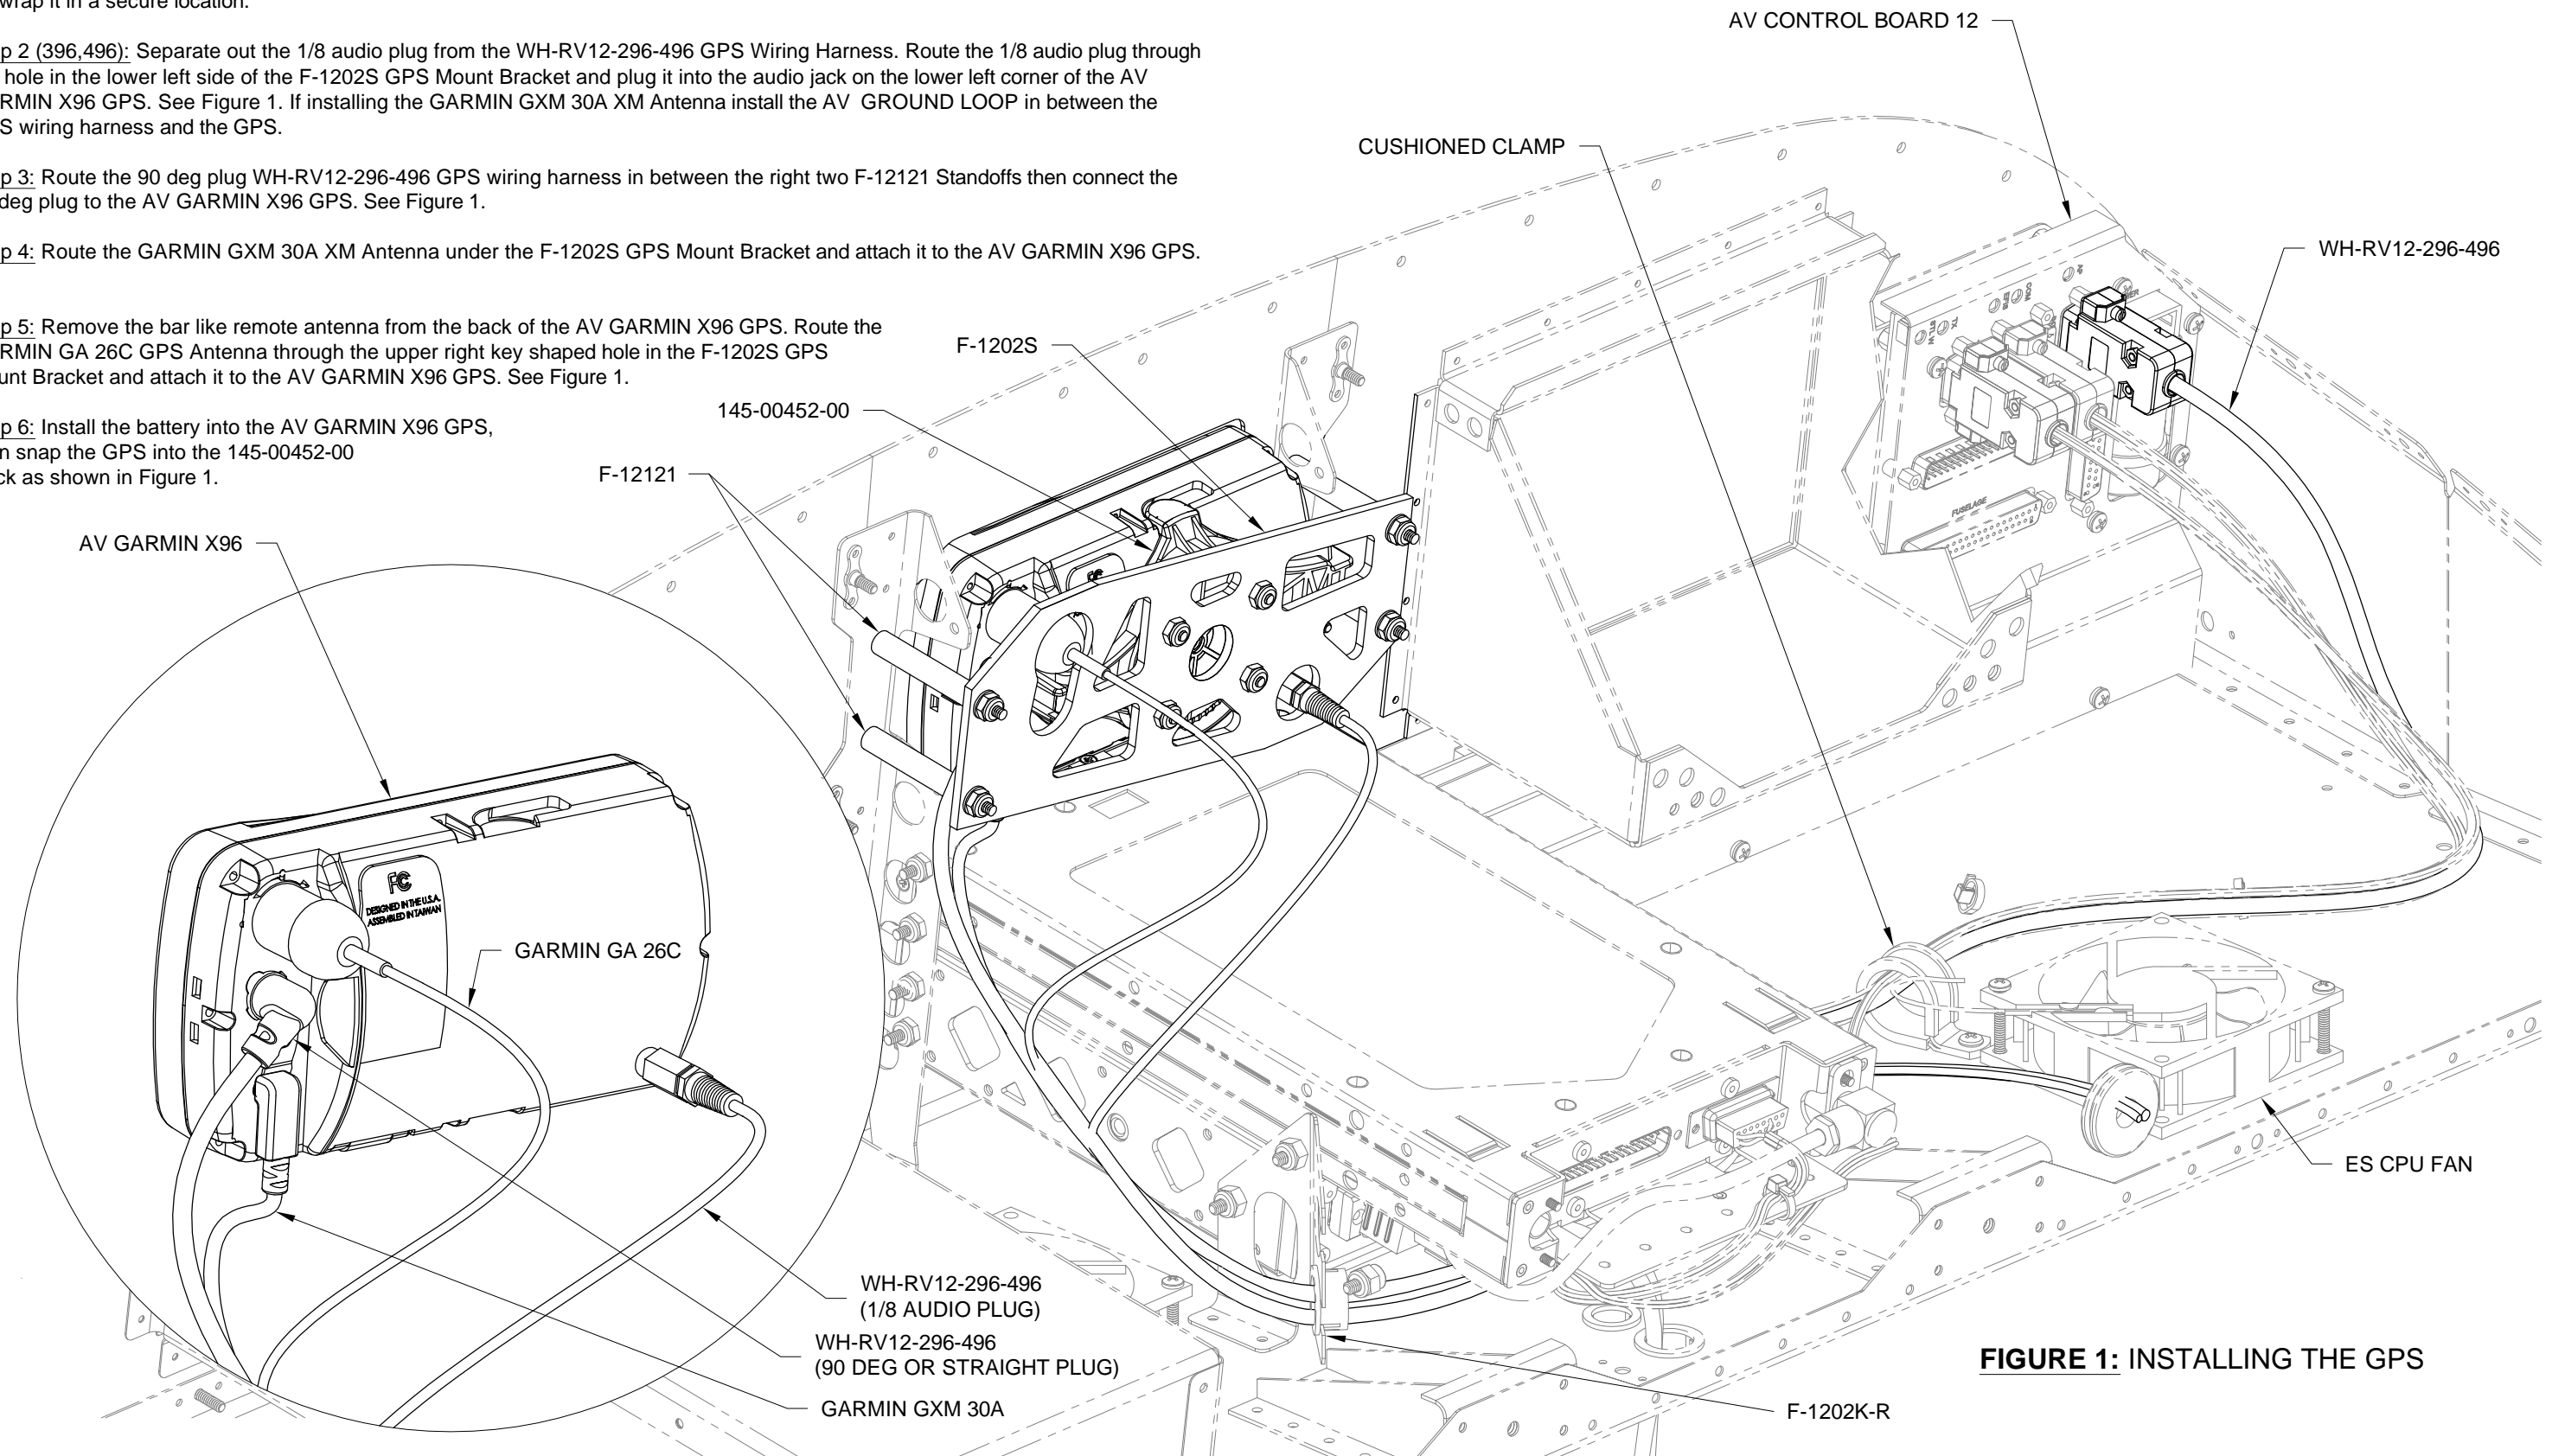 wrap it in a secure location.
p 2 (396,496): Separate out the 1/8 audio plug from the WH-RV12-296-496 GPS Wiring Harness. Route the 1/8 audio plug through
hole in the lower left side of the F-1202S GPS Mount Bracket and plug it into the audio jack on the lower left corner of the AV
RMIN X96 GPS. See Figure 1. If installing the GARMIN GXM 30A XM Antenna install the AV GROUND LOOP in between the
S wiring harness and the GPS.
p 3: Route the 90 deg plug WH-RV12-296-496 GPS wiring harness in between the right two F-12121 Standoffs then connect the
deg plug to the AV GARMIN X96 GPS. See Figure 1.
p 4: Route the GARMIN GXM 30A XM Antenna under the F-1202S GPS Mount Bracket and attach it to the AV GARMIN X96 GPS.
p 5: Remove the bar like remote antenna from the back of the AV GARMIN X96 GPS. Route the
RMIN GA 26C GPS Antenna through the upper right key shaped hole in the F-1202S GPS
unt Bracket and attach it to the AV GARMIN X96 GPS. See Figure 1.
p 6: Install the battery into the AV GARMIN X96 GPS,
n snap the GPS into the 145-00452-00
ck as shown in Figure 1.
AV CONTROL BOARD 12
CUSHIONED CLAMP
WH-RV12-296-496
F-1202S
145-00452-00
F-12121
AV GARMIN X96
COM
EFIS
TX
FLW
FUSELAGE
FC
DESIGNED IN THE U.S.A.
ASSEMBLED IN TAIWAN
GARMIN GA 26C
ES CPU FAN
WH-RV12-296-496
(1/8 AUDIO PLUG)
WH-RV12-296-496
(90 DEG OR STRAIGHT PLUG)
GARMIN GXM 30A
F-1202K-R
FIGURE 1: INSTALLING THE GPS